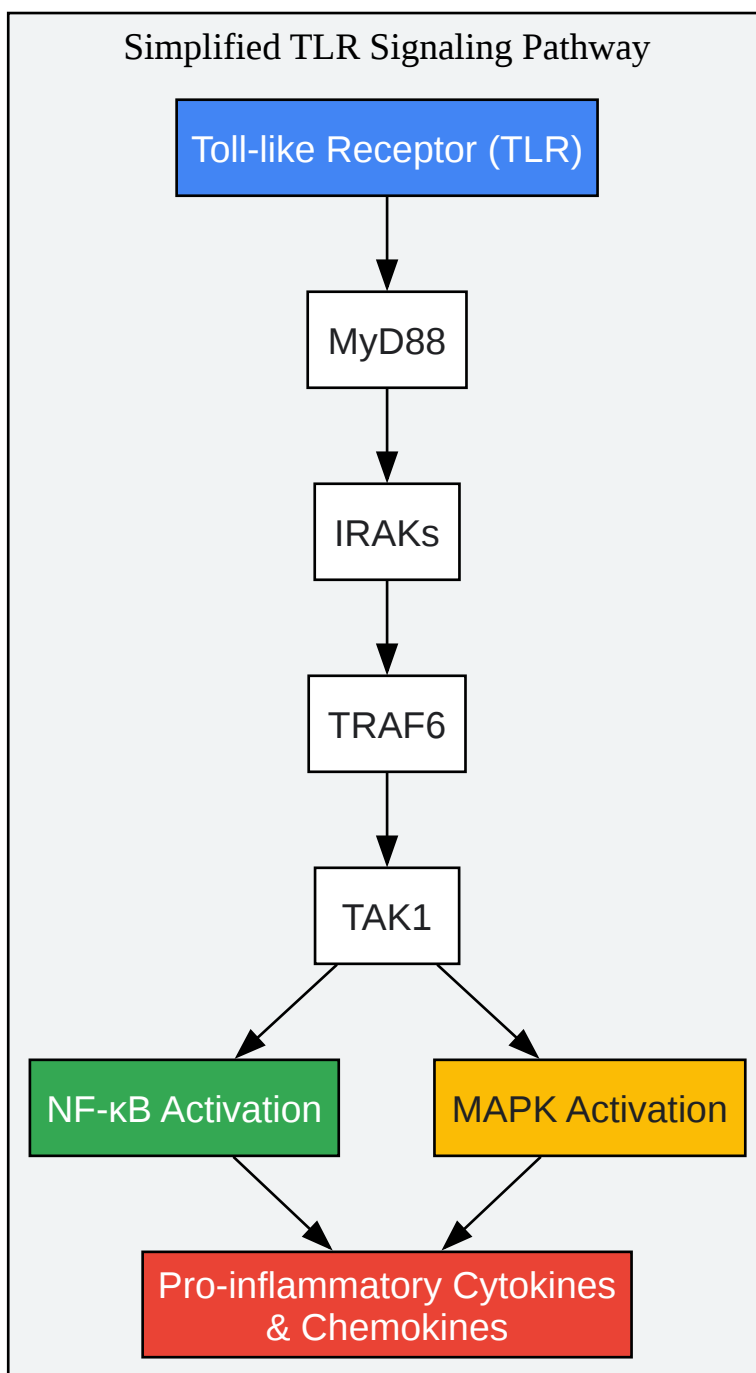 Simplified TLR Signaling Pathway
Toll-like Receptor (TLR)
MyD88
IRAKs
TRAF6
TAK1
NF-κB Activation
MAPK Activation
Pro-inflammatory Cytokines
& Chemokines